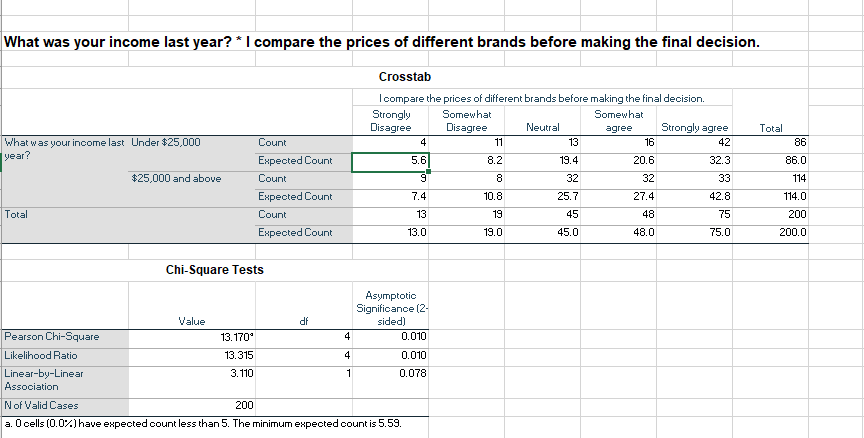 What was your income last year? * I compare the prices of different brands before making the final decision.
Crosstab
I compare the prices of different brands before making the final decision.
Strongly Disagree Somewhat Disagree Neutral Somewhat agree Strongly agree Total
What was your income last year? Under $25,000 Count 4 11 13 16 42 86
Expected Count 5.6 8.2 19.4 20.6 32.3 86.0
$25,000 and above Count 9 8 32 32 33 114
Expected Count 7.4 10.8 25.7 27.4 42.8 114.0
Total Count 13 19 45 48 75 200
Expected Count 13.0 19.0 45.0 48.0 75.0 200.0
Chi-Square Tests
Value df Asymptotic Significance (2-sided)
Pearson Chi-Square 13.170ᵃ 4 0.010
Likelihood Ratio 13.315 4 0.010
Linear-by-Linear Association 3.110 1 0.078
N of Valid Cases 200
a. 0 cells (0.0%) have expected count less than 5. The minimum expected count is 5.59.